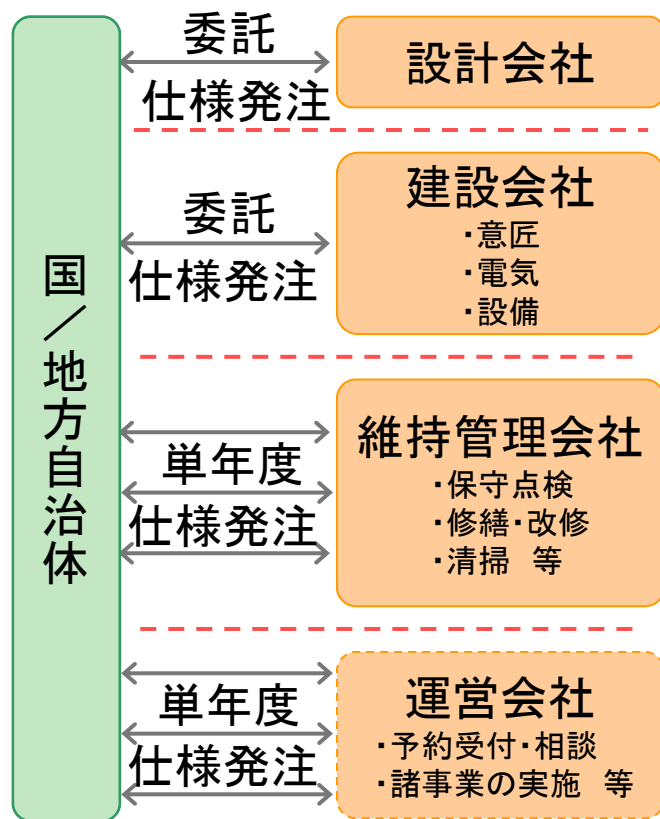 国／地方自治体
委託
仕様発注
設計会社
委託
仕様発注
建設会社
・意匠
・電気
・設備
単年度
仕様発注
維持管理会社
・保守点検
・修繕・改修
・清掃　等
単年度
仕様発注
運営会社
・予約受付・相談
・諸事業の実施　等